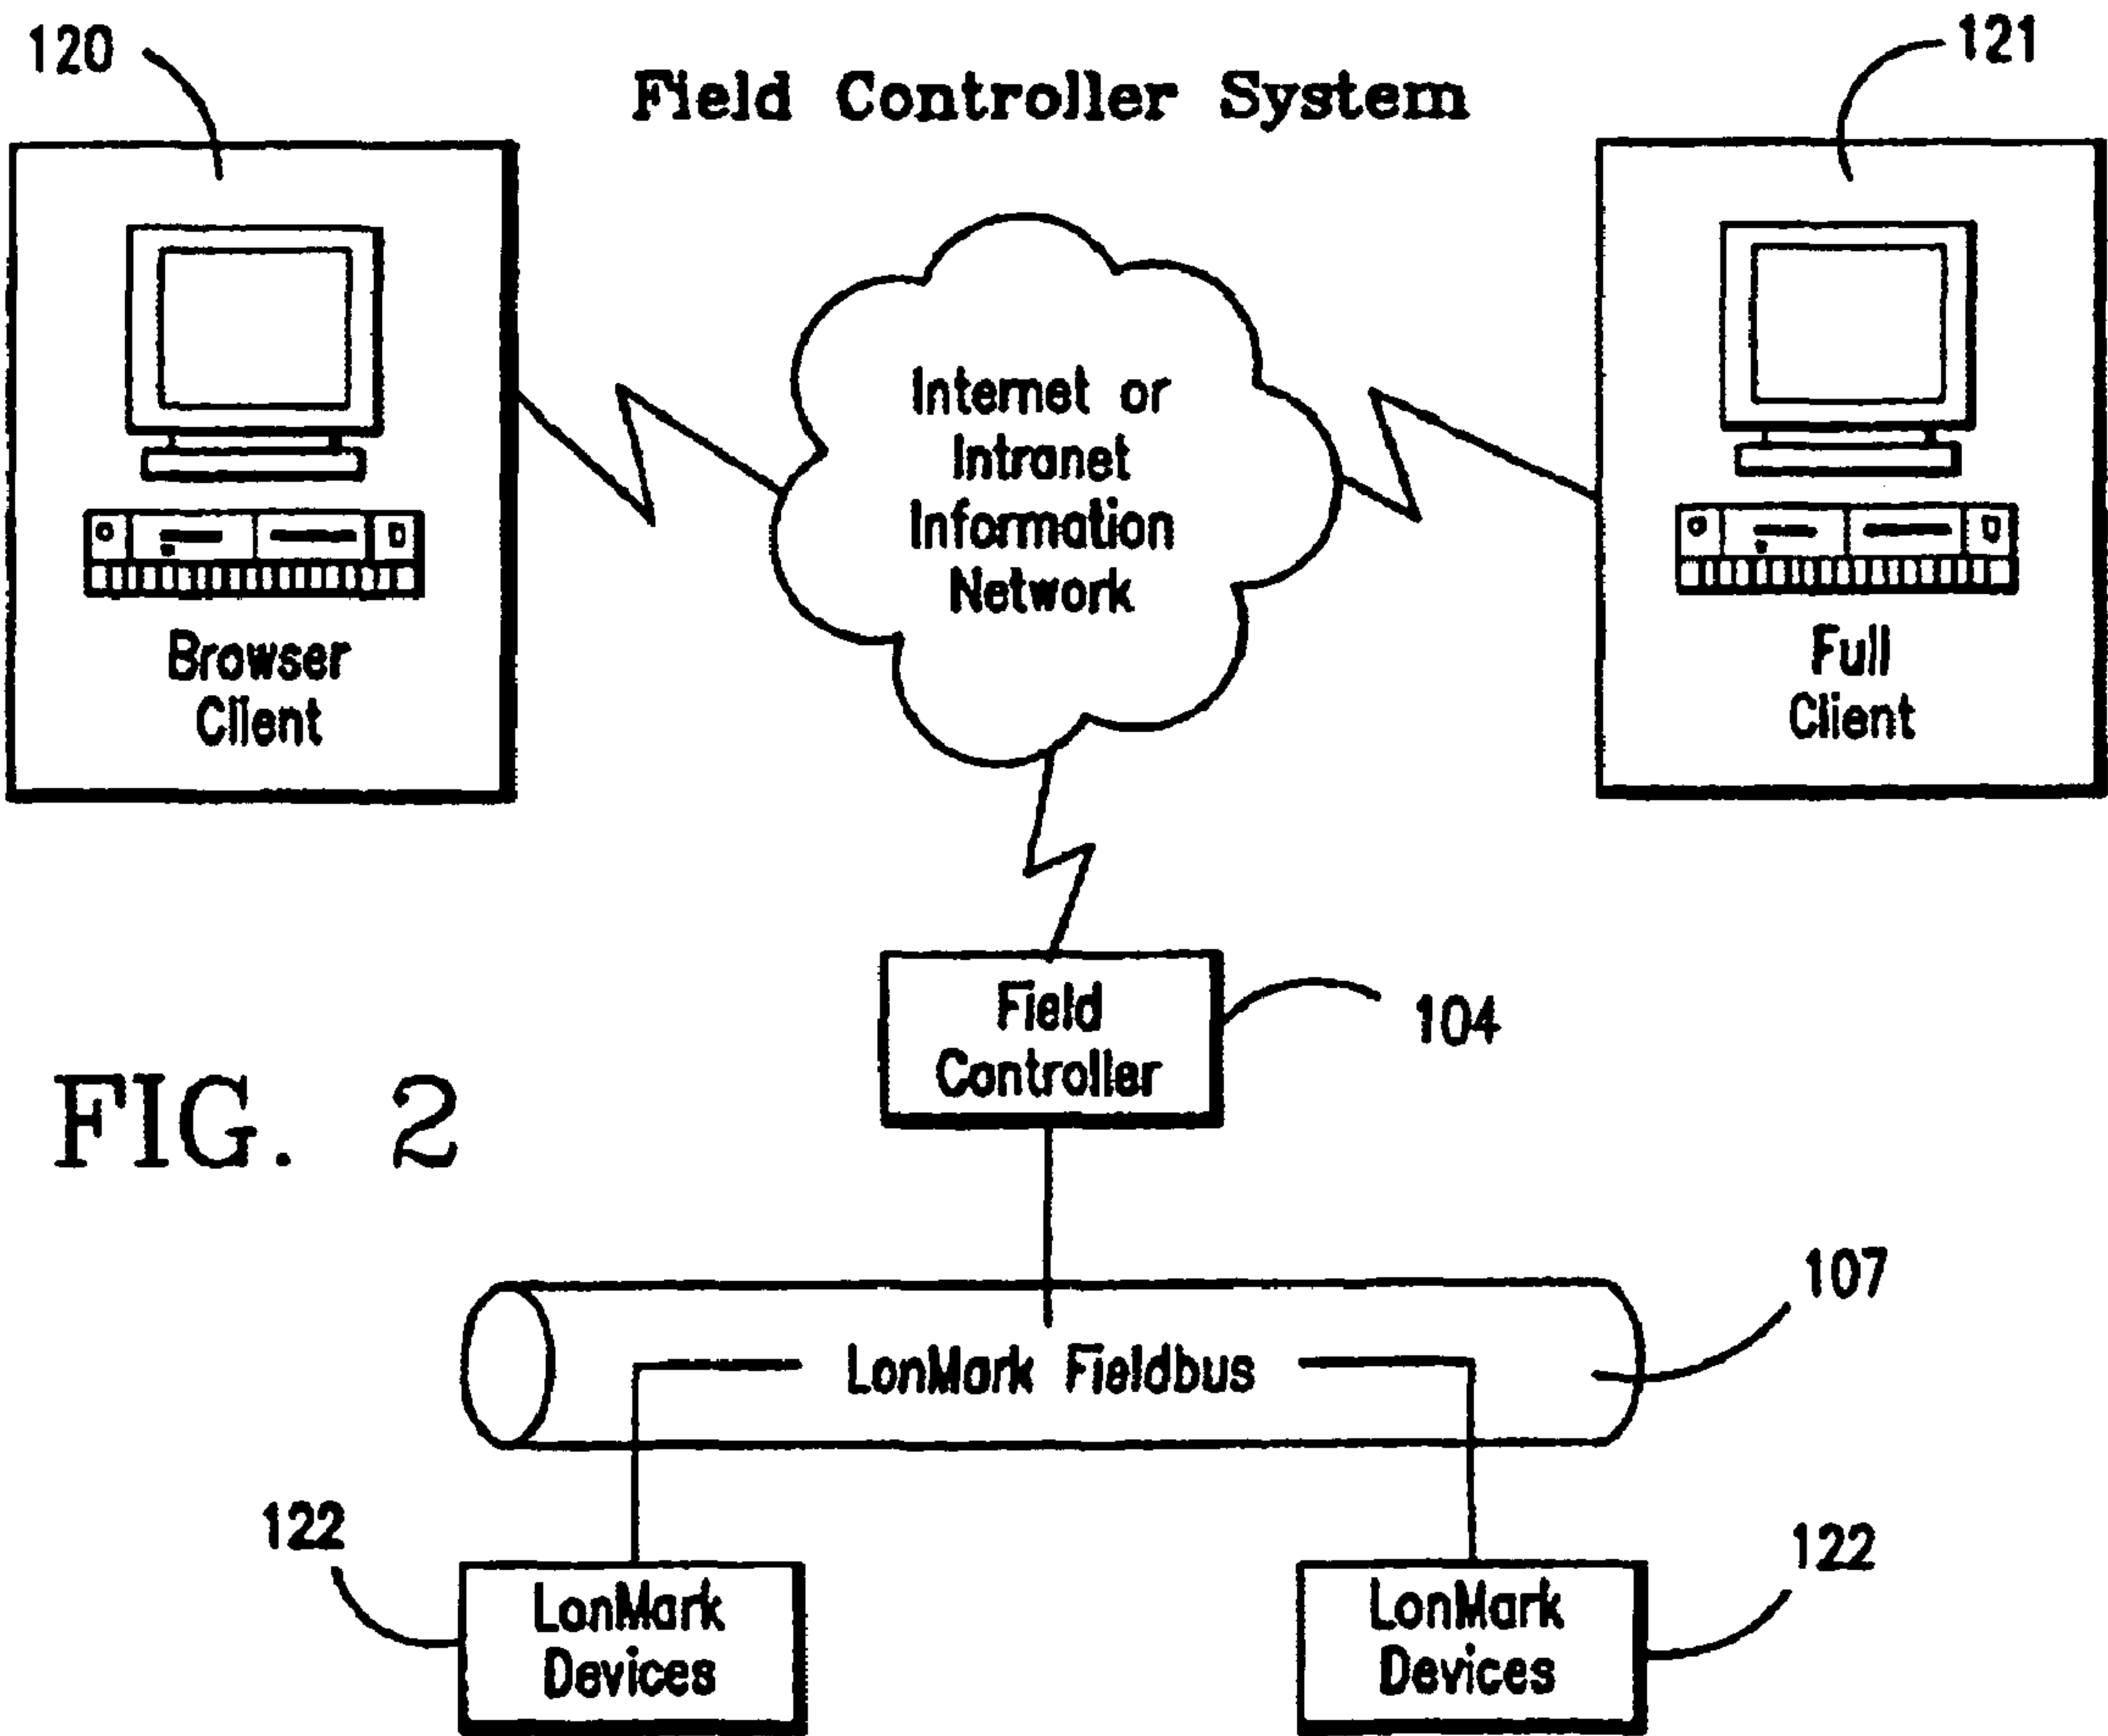 120
121
Field Controller System
Internet or
Intranet
Information
Network
Browser
Client
Full
Client
Field
Controller
104
FIG. 2
107
LonMark Fieldbus
122
122
LonMark
Devices
LonMark
Devices